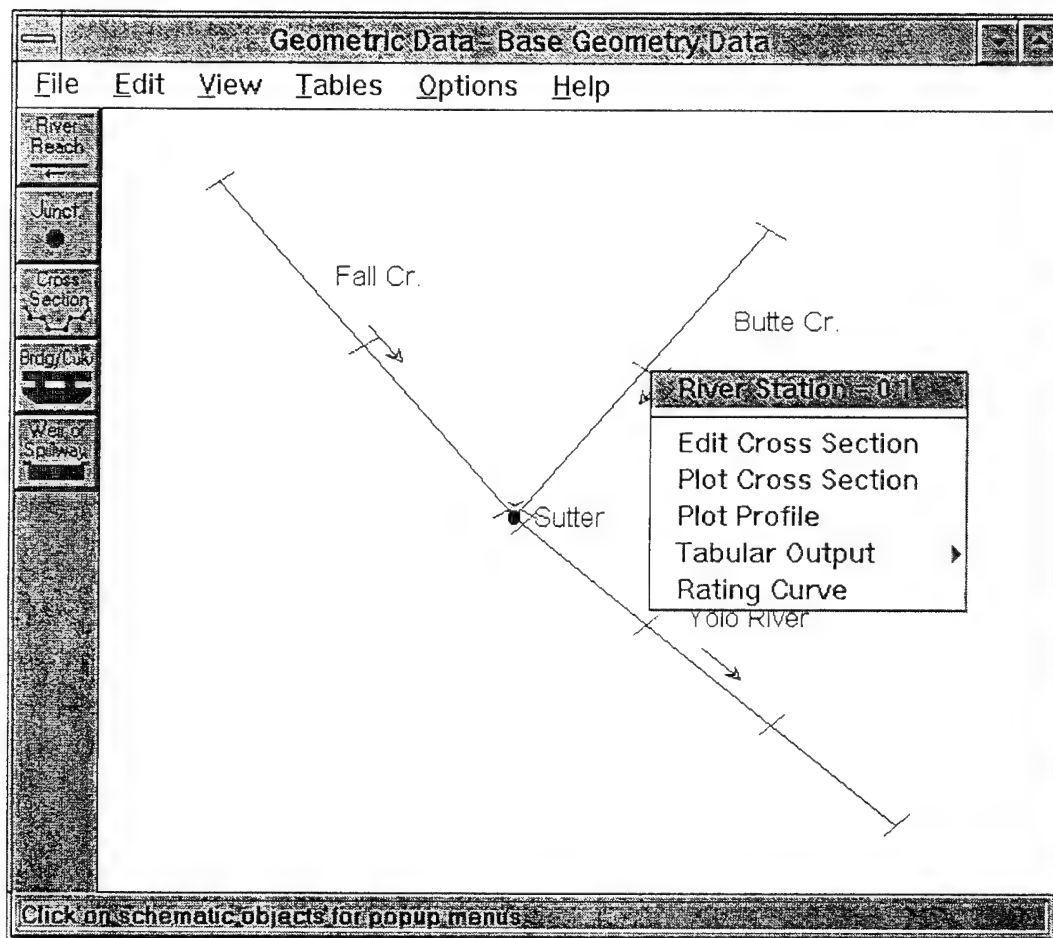 Geometric Data - Base Geometry Data
File Edit View Tables Options Help
River
Reach
Junct.
Cross
Section
Brdg/Culv
Weir or
Spillway
Fall Cr.
Butte Cr.
River Station = 0.1
Edit Cross Section
Plot Cross Section
Plot Profile
Tabular Output
Rating Curve
Sutter
Yolo River
Click on schematic objects for popup menus